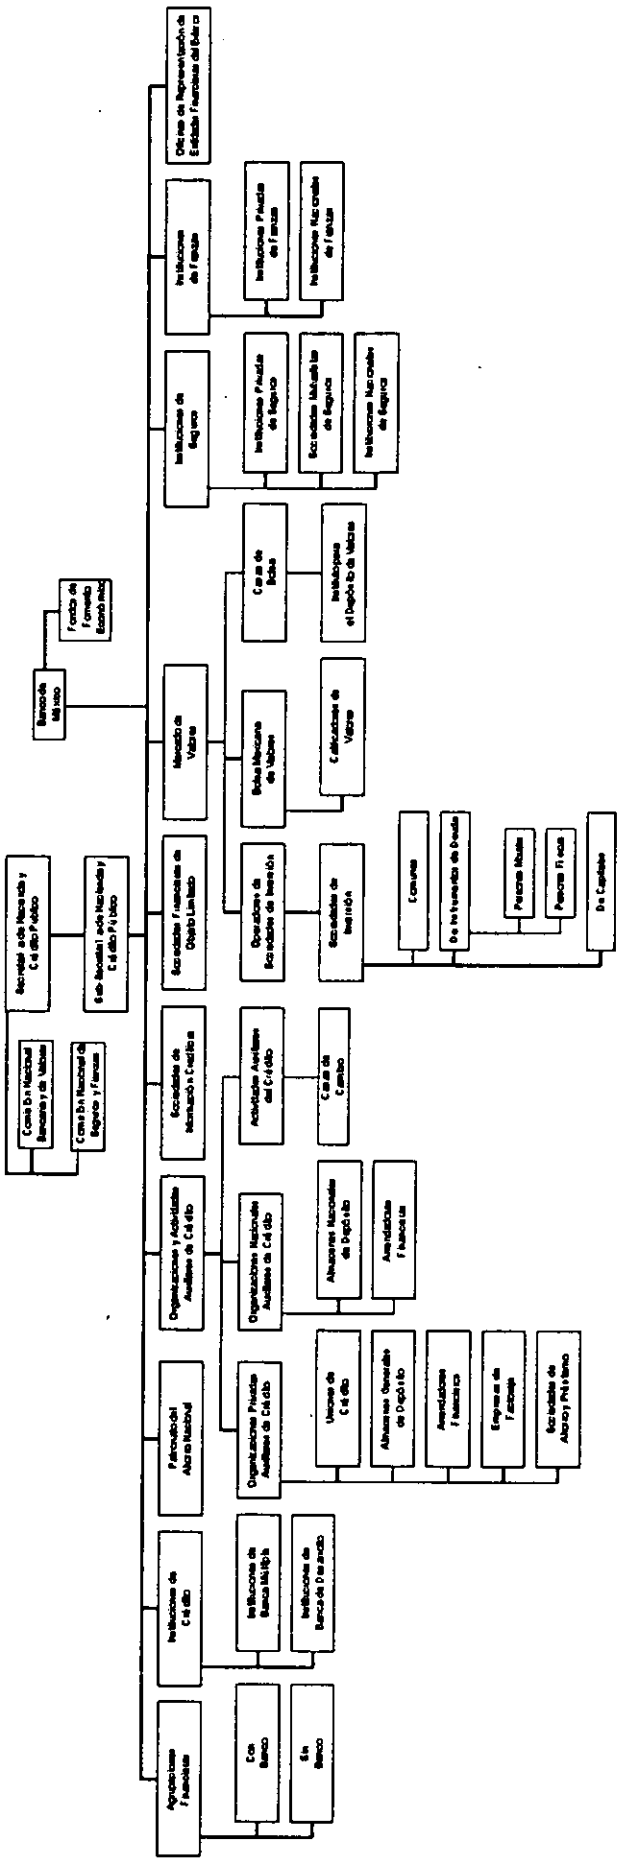 Secretaría de Hacienda y
Crédito Público
Sub-Secretaría de Hacienda y
Crédito Público
Comisión Nacional
Bancaria y de Valores
Comisión Nacional de
Seguros y Fianzas
Banco de
México
Fondos de
Fomento
Económico
Agrupaciones
Financieras
Con
Banco
Sin
Banco
Instituciones de
Crédito
Instituciones de
Banca Múltiple
Instituciones de
Banca de Desarrollo
Patronato del
Ahorro Nacional
Organizaciones y Actividades
Auxiliares de Crédito
Organizaciones Privadas
Auxiliares de Crédito
Uniones de
Crédito
Almacenes Generales
de Depósito
Arrendadoras
Financieras
Empresas de
Factoraje
Sociedades de
Ahorro y Préstamo
Organizaciones Nacionales
Auxiliares de Crédito
Almacenes Nacionales
de Depósito
Arrendadoras
Financieras
Actividades Auxiliares
del Crédito
Casas de
Cambio
Sociedades de
Información Crediticia
Sociedades Financieras de
Objeto Limitado
Mercado de
Valores
Operadores de
Sociedades de Inversión
Sociedades de
Inversión
Comunes
De Instrumentos de Deuda
Personas Morales
Personas Físicas
De Capitales
Bolsa Mexicana
de Valores
Calificadores de
Valores
Casas de
Bolsa
Instituto para
el Depósito de Valores
Instituciones de
Seguros
Instituciones Privadas
de Seguros
Sociedades Mutualistas
de Seguros
Instituciones Nacionales
de Seguros
Instituciones
de Fianzas
Instituciones Privadas
de Fianzas
Instituciones Nacionales
de Fianzas
Oficinas de Representación de
Entidades Financieras del Exterior